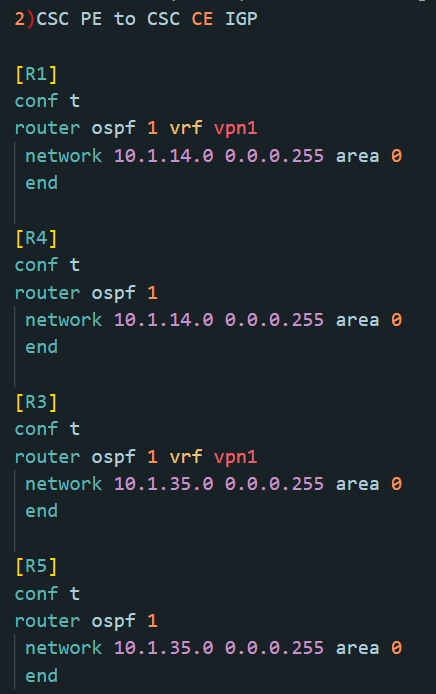 2)CSC PE to CSC CE IGP
[R1]
conf t
router ospf 1 vrf vpn1
network 10.1.14.0 0.0.0.255 area 0
end
[R4]
conf t
router ospf 1
network 10.1.14.0 0.0.0.255 area 0
end
[R3]
conf t
router ospf 1 vrf vpn1
network 10.1.35.0 0.0.0.255 area 0
end
[R5]
conf t
router ospf 1
network 10.1.35.0 0.0.0.255 area 0
end